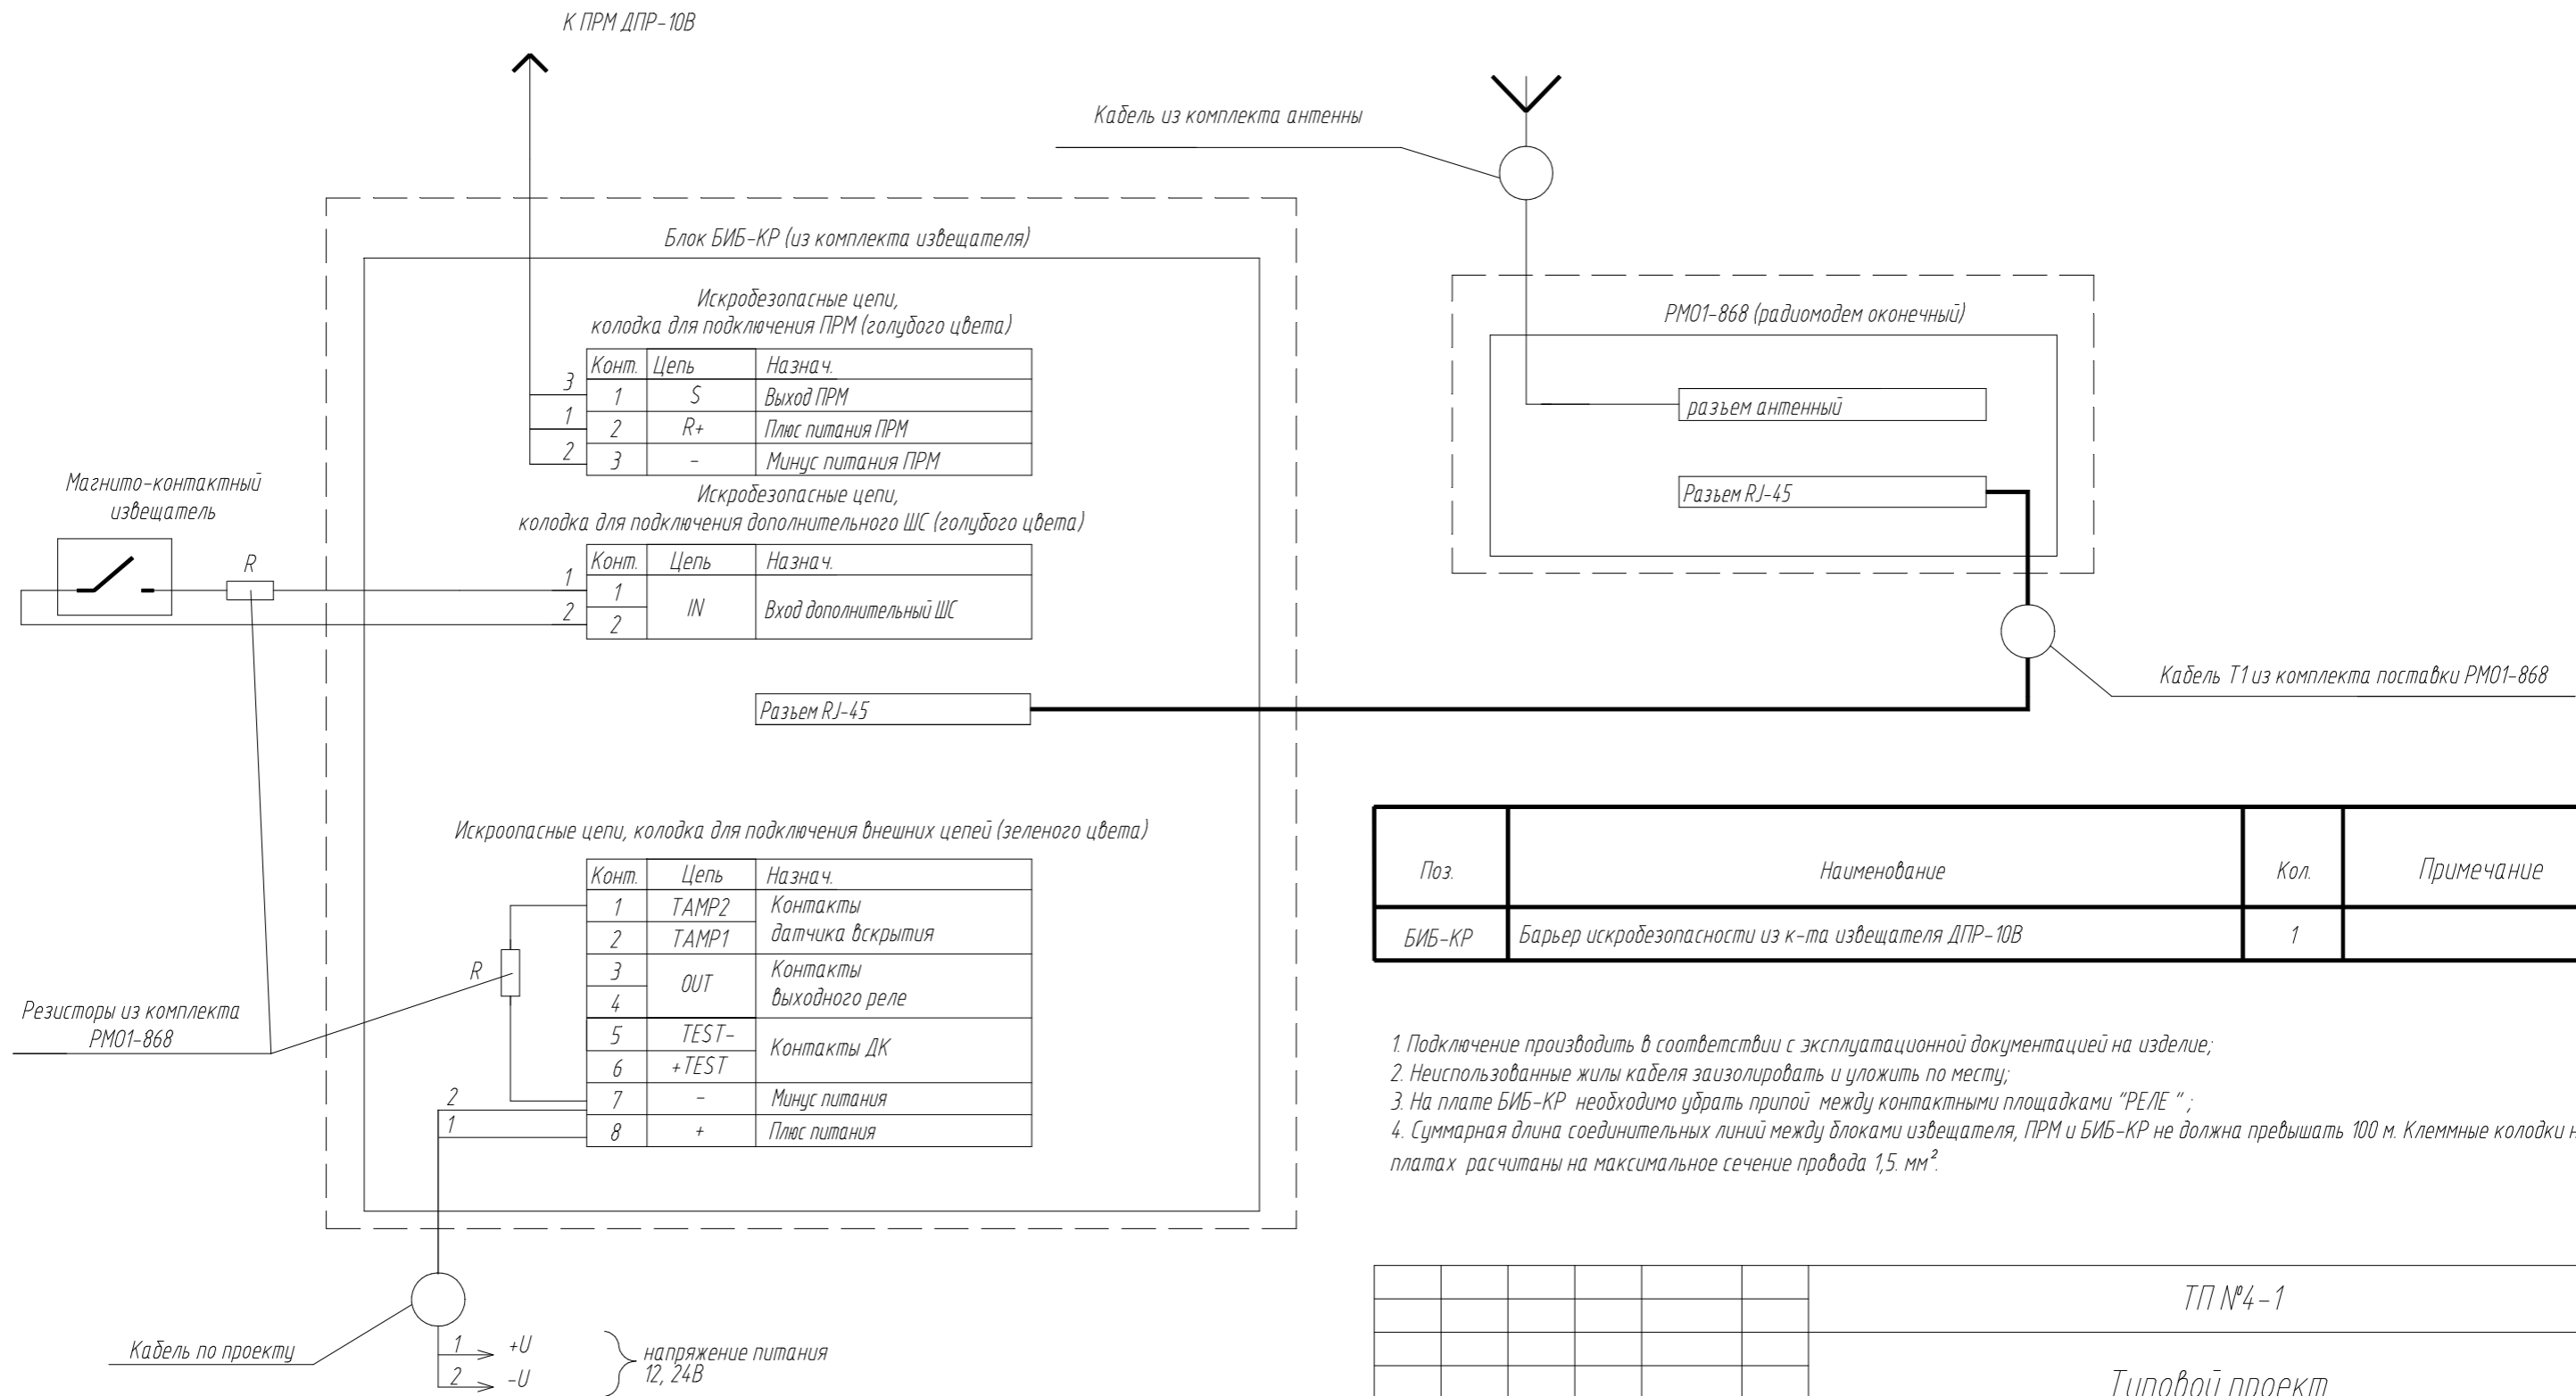 К ПРМ ДПР-10В
Кабель из комплекта антенны
Блок БИБ-КР (из комплекта извещателя)
Искробезопасные цепи,
колодка для подключения ПРМ (голубого цвета)
Конт. Цепь Назнач.
3 1 S Выход ПРМ
1 2 R+ Плюс питания ПРМ
2 3 - Минус питания ПРМ
РМ01-868 (радиомодем оконечный)
разъем антенный
Разъем RJ-45
Магнито-контактный
извещатель
R
Искробезопасные цепи,
колодка для подключения дополнительного ШС (голубого цвета)
Конт. Цепь Назнач.
1 1 IN Вход дополнительный ШС
2 2
Разъем RJ-45
Кабель Т1 из комплекта поставки РМ01-868
Искроопасные цепи, колодка для подключения внешних цепей (зеленого цвета)
Конт. Цепь Назнач.
1 TAMP2 Контакты
2 TAMP1 датчика вскрытия
3 OUT Контакты
4 выходного реле
5 TEST- Контакты ДК
6 +TEST
2 7 - Минус питания
1 8 + Плюс питания
R
Резисторы из комплекта
РМ01-868
Кабель по проекту
1 +U
2 -U
напряжение питания
12, 24В
Поз. Наименование Кол. Примечание
БИБ-КР Барьер искробезопасности из к-та извещателя ДПР-10В 1
1. Подключение производить в соответствии с эксплуатационной документацией на изделие;
2. Неиспользованные жилы кабеля заизолировать и уложить по месту;
3. На плате БИБ-КР необходимо убрать припой между контактными площадками "РЕЛЕ " ;
4. Суммарная длина соединительных линий между блоками извещателя, ПРМ и БИБ-КР не должна превышать 100 м. Клеммные колодки н
платах расчитаны на максимальное сечение провода 1,5. мм².
ТП №4-1
Типовой проект